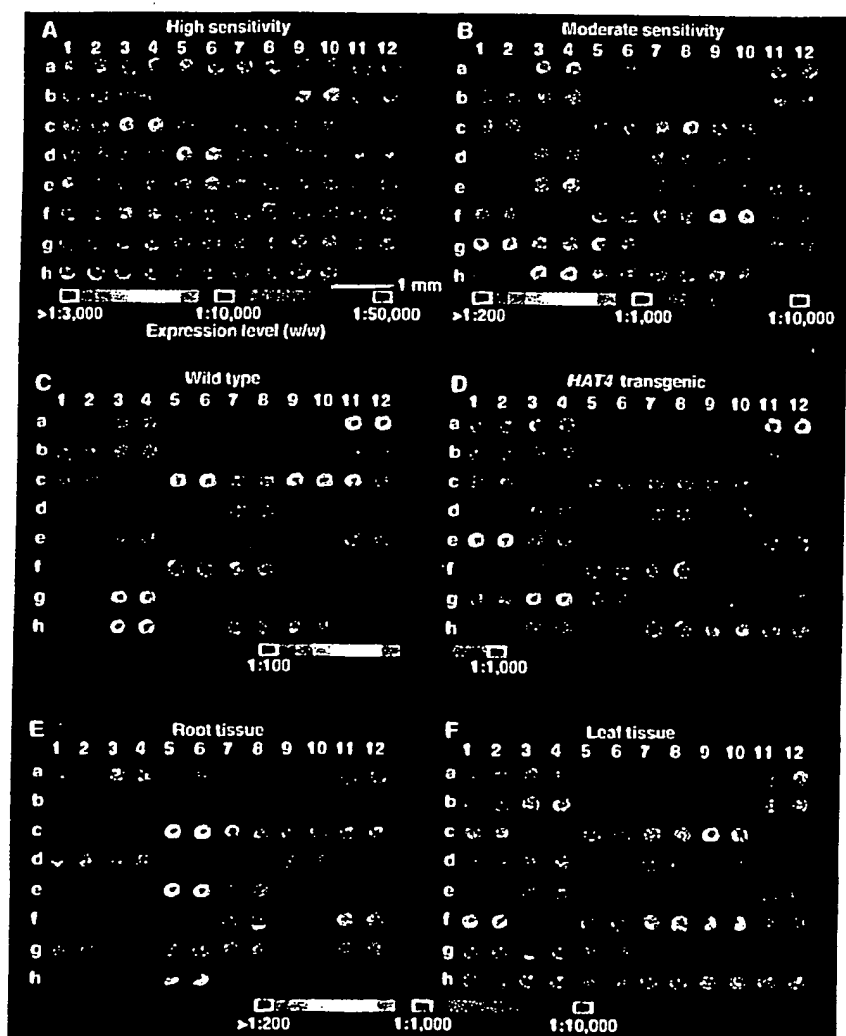 A High sensitivity
1 2 3 4 5 6 7 8 9 10 11 12
a
b
c
d
e
f
g
h
1 mm
>1:3,000 1:10,000 1:50,000
Expression level (w/w)
B Moderate sensitivity
1 2 3 4 5 6 7 8 9 10 11 12
a
b
c
d
e
f
g
h
>1:200 1:1,000 1:10,000
C Wild type
1 2 3 4 5 6 7 8 9 10 11 12
a
b
c
d
e
f
g
h
1:100
D HAT4 transgenic
1 2 3 4 5 6 7 8 9 10 11 12
a
b
c
d
e
f
g
h
1:1,000
E Root tissue
1 2 3 4 5 6 7 8 9 10 11 12
a
b
c
d
e
f
g
h
F Leaf tissue
1 2 3 4 5 6 7 8 9 10 11 12
a
b
c
d
e
f
g
h
>1:200 1:1,000 1:10,000